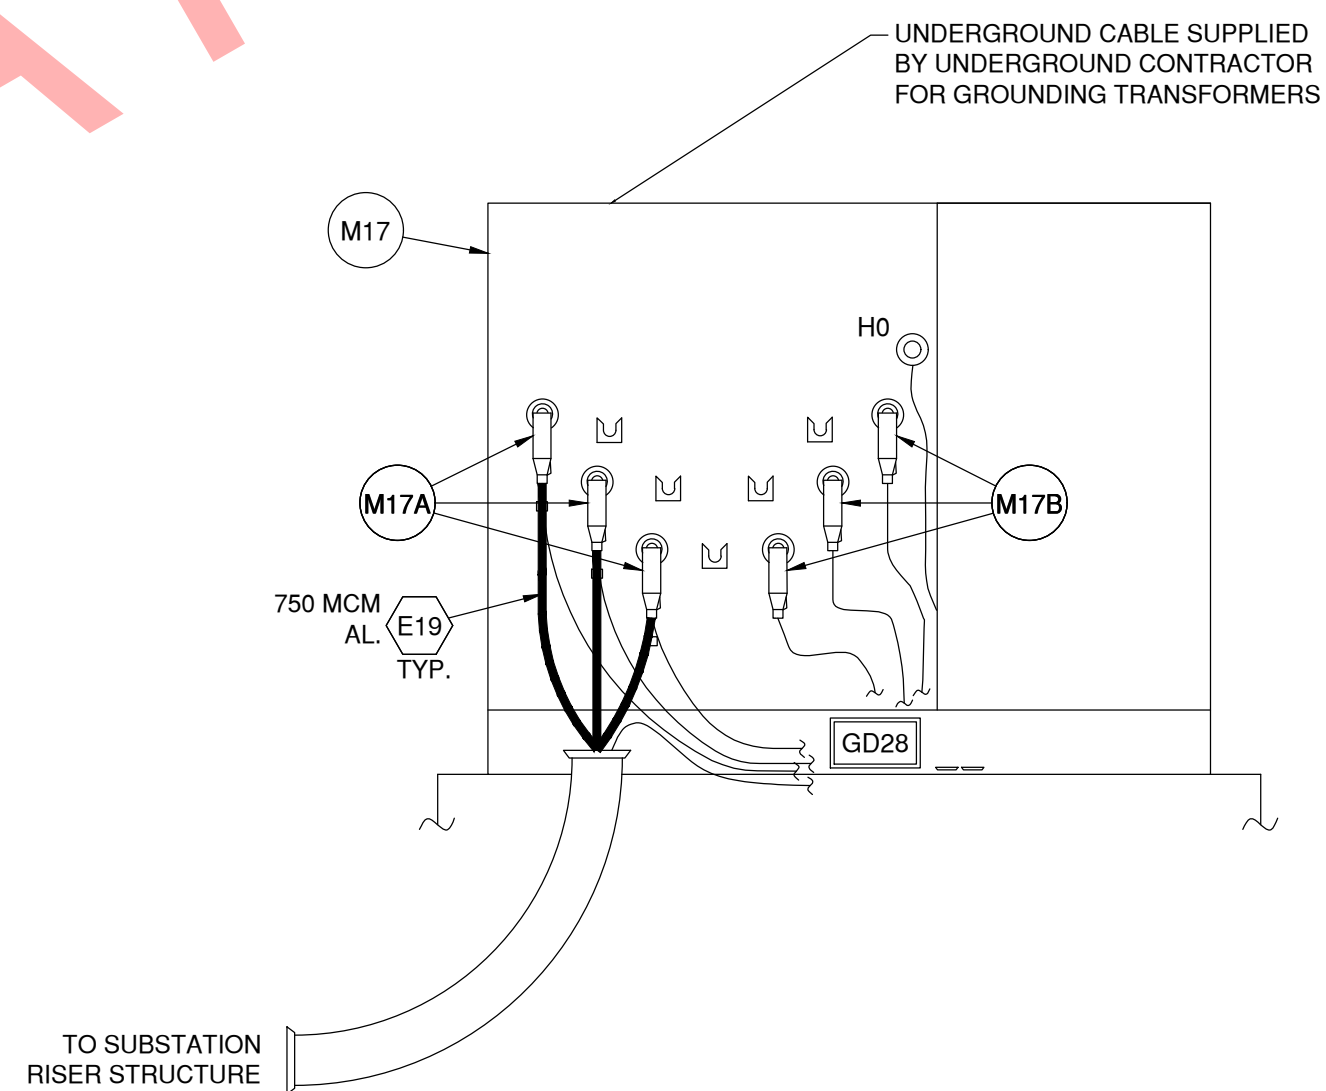 UNDERGROUND CABLE SUPPLIED
BY UNDERGROUND CONTRACTOR
FOR GROUNDING TRANSFORMERS
M17
H0
M17A
M17B
750 MCM
AL.
E19
TYP.
GD28
TO SUBSTATION
RISER STRUCTURE